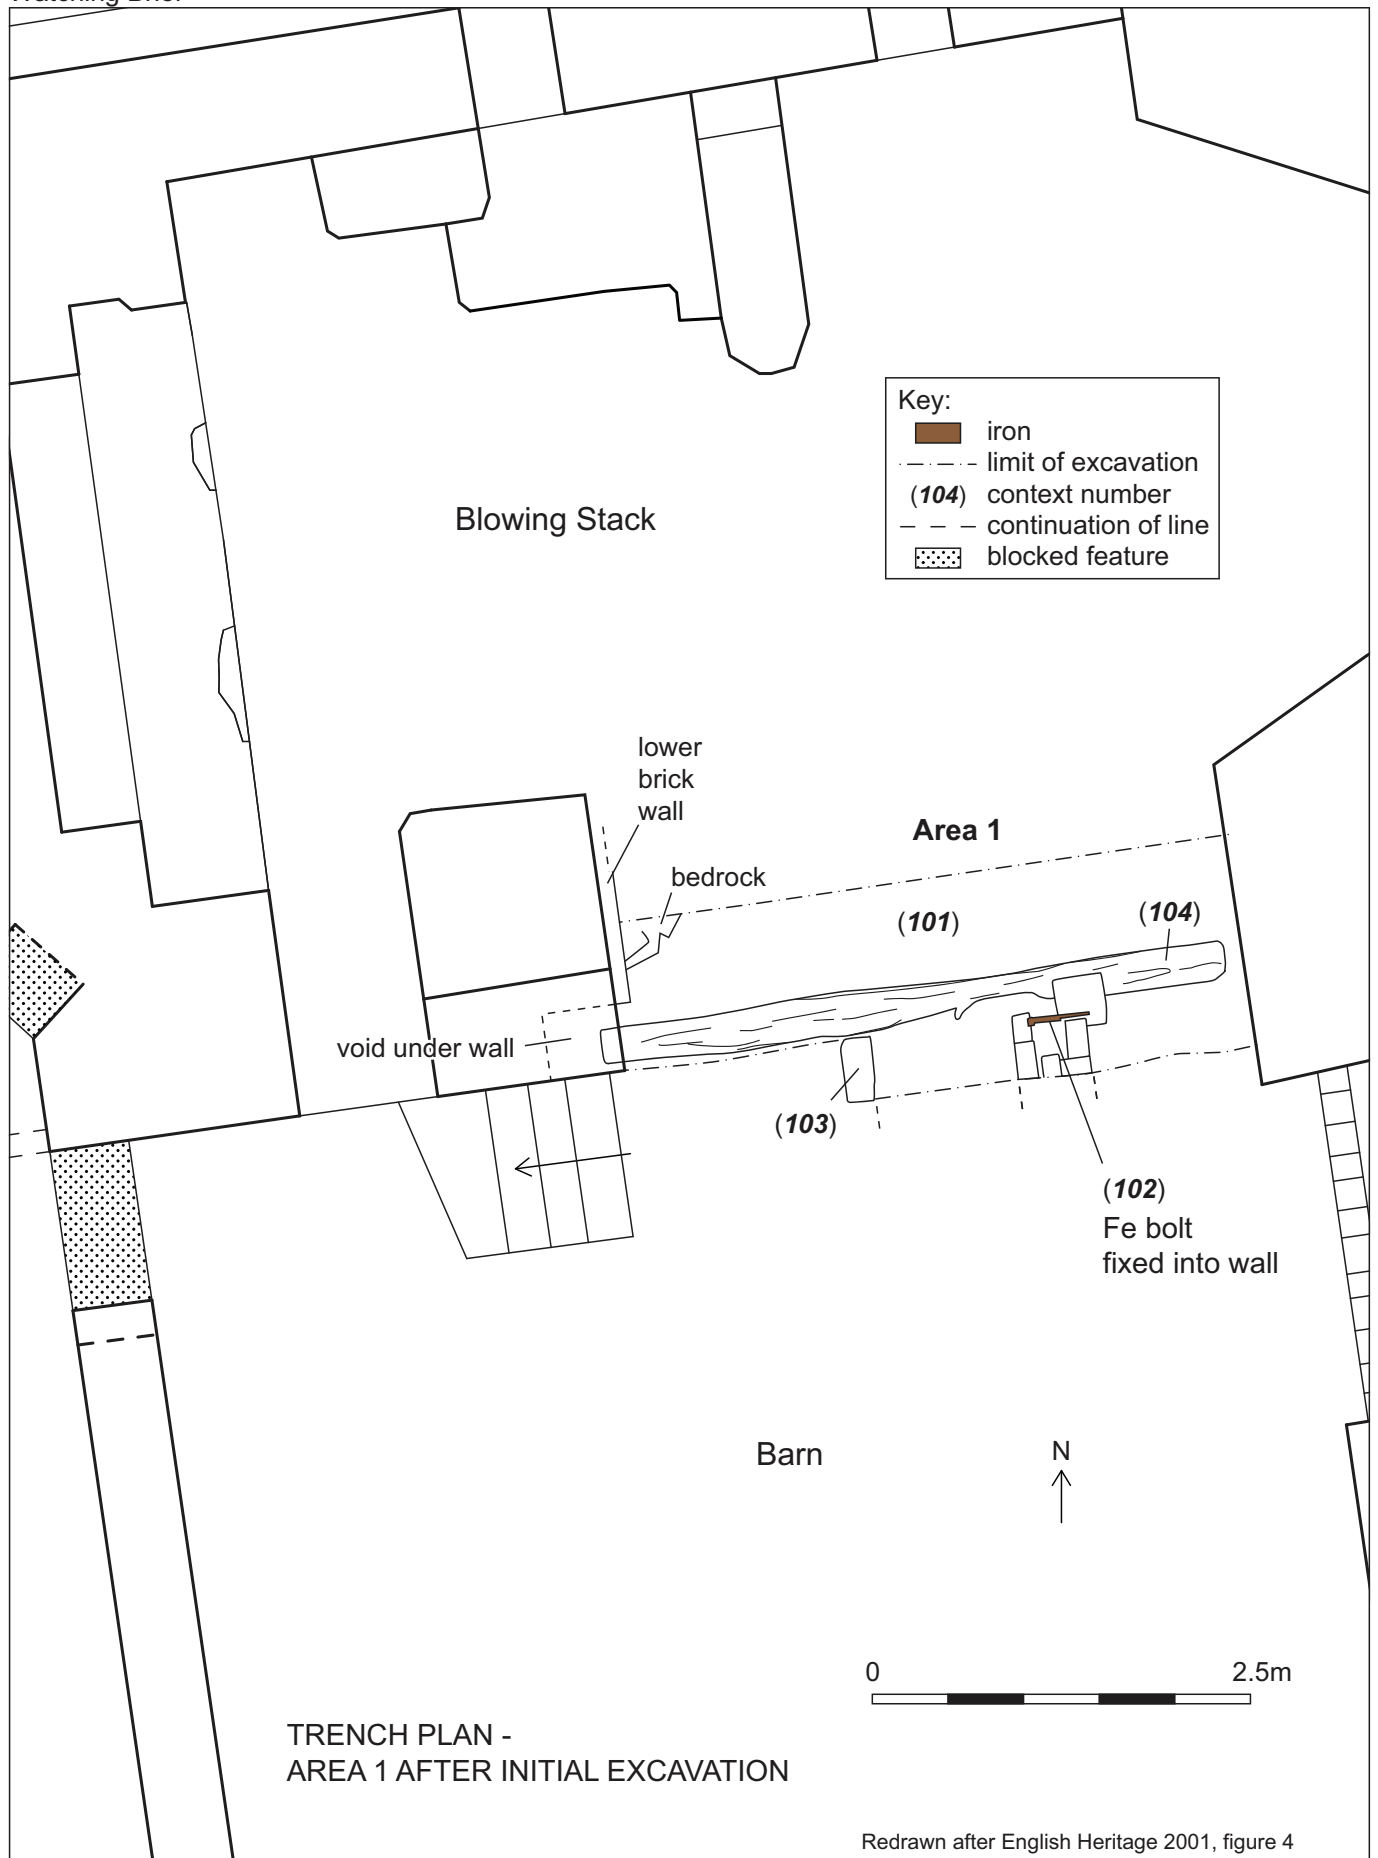 Key:
iron
limit of excavation
(104) context number
continuation of line
blocked feature
Blowing Stack
lower
brick
wall
Area 1
bedrock
(101)
(104)
void under wall
(103)
(102)
Fe bolt
fixed into wall
Barn
N
0 2.5m
TRENCH PLAN -
AREA 1 AFTER INITIAL EXCAVATION
Redrawn after English Heritage 2001, figure 4